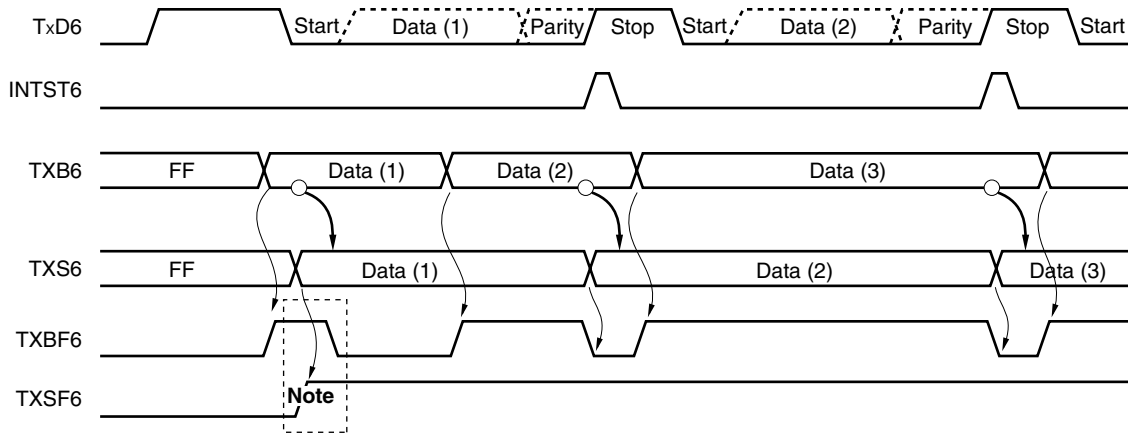 TxD6 Start Data (1) Parity Stop Start Data (2) Parity Stop Start
INTST6
TXB6 FF Data (1) Data (2) Data (3)
TXS6 FF Data (1) Data (2) Data (3)
TXBF6
TXSF6 Note